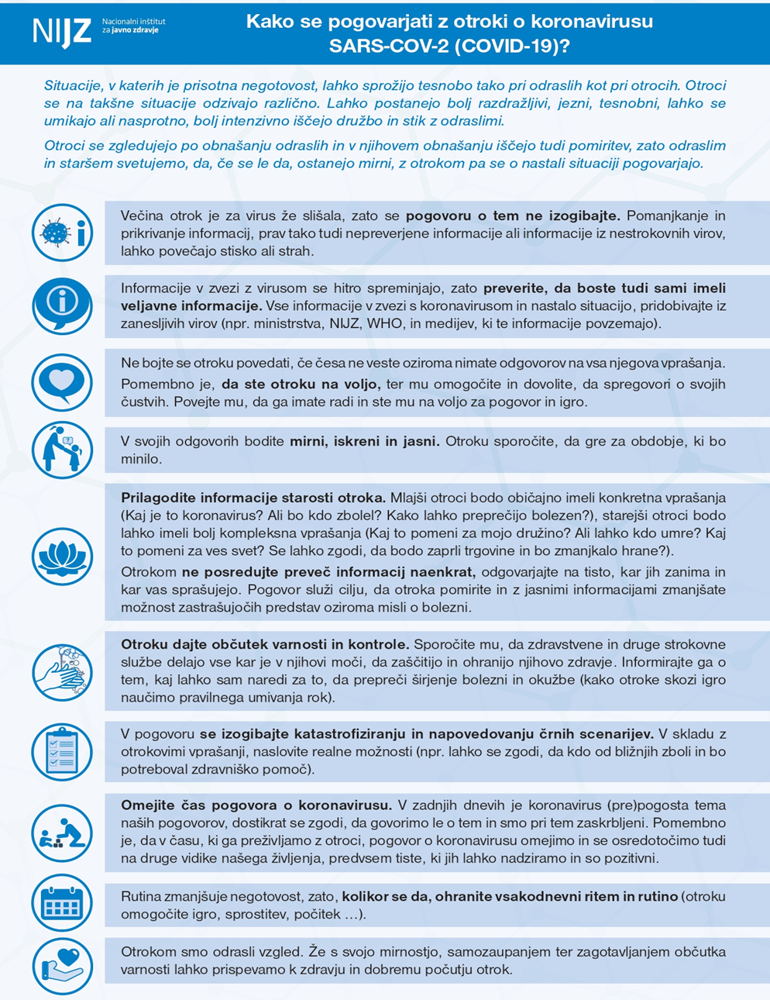 NIJZ
Nacionalni inštitut
za javno zdravje
Kako se pogovarjati z otroki o koronavirusu
SARS-COV-2 (COVID-19)?
Situacije, v katerih je prisotna negotovost, lahko sprožijo tesnobo tako pri odraslih kot pri otrocih. Otroci
se na takšne situacije odzivajo različno. Lahko postanejo bolj razdražljivi, jezni, tesnobni, lahko se
umikajo ali nasprotno, bolj intenzivno iščejo družbo in stik z odraslimi.
Otroci se zgledujejo po obnašanju odraslih in v njihovem obnašanju iščejo tudi pomiritev, zato odraslim
in staršem svetujemo, da, če se le da, ostanejo mirni, z otrokom pa se o nastali situaciji pogovarjajo.
Večina otrok je za virus že slišala, zato se pogovoru o tem ne izogibajte. Pomanjkanje in
prikrivanje informacij, prav tako tudi nepreverjene informacije ali informacije iz nestrokovnih virov,
lahko povečajo stisko ali strah.
Informacije v zvezi z virusom se hitro spreminjajo, zato preverite, da boste tudi sami imeli
veljavne informacije. Vse informacije v zvezi s koronavirusom in nastalo situacijo, pridobivajte iz
zanesljivih virov (npr. ministrstva, NIJZ, WHO, in medijev, ki te informacije povzemajo).
Ne bojte se otroku povedati, če česa ne veste oziroma nimate odgovorov na vsa njegova vprašanja.
Pomembno je, da ste otroku na voljo, ter mu omogočite in dovolite, da spregovori o svojih
čustvih. Povejte mu, da ga imate radi in ste mu na voljo za pogovor in igro.
V svojih odgovorih bodite mirni, iskreni in jasni. Otroku sporočite, da gre za obdobje, ki bo
minilo.
Prilagodite informacije starosti otroka. Mlajši otroci bodo običajno imeli konkretna vprašanja
(Kaj je to koronavirus? Ali bo kdo zbolel? Kako lahko preprečijo bolezen?), starejši otroci bodo
lahko imeli bolj kompleksna vprašanja (Kaj to pomeni za mojo družino? Ali lahko kdo umre? Kaj
to pomeni za ves svet? Se lahko zgodi, da bodo zaprli trgovine in bo zmanjkalo hrane?).
Otrokom ne posredujte preveč informacij naenkrat, odgovarjajte na tisto, kar jih zanima in
kar vas sprašujejo. Pogovor služi cilju, da otroka pomirite in z jasnimi informacijami zmanjšate
možnost zastrašujočih predstav oziroma misli o bolezni.
Otroku dajte občutek varnosti in kontrole. Sporočite mu, da zdravstvene in druge strokovne
službe delajo vse kar je v njihovi moči, da zaščitijo in ohranijo njihovo zdravje. Informirajte ga o
tem, kaj lahko sam naredi za to, da prepreči širjenje bolezni in okužbe (kako otroke skozi igro
naučimo pravilnega umivanja rok).
V pogovoru se izogibajte katastrofiziranju in napovedovanju črnih scenarijev. V skladu z
otrokovimi vprašanji, naslovite realne možnosti (npr. lahko se zgodi, da kdo od bližnjih zboli in bo
potreboval zdravniško pomoč).
Omejite čas pogovora o koronavirusu. V zadnjih dnevih je koronavirus (pre)pogosta tema
naših pogovorov, dostikrat se zgodi, da govorimo le o tem in smo pri tem zaskrbljeni. Pomembno
je, da v času, ki ga preživljamo z otroci, pogovor o koronavirusu omejimo in se osredotočimo tudi
na druge vidike našega življenja, predvsem tiste, ki jih lahko nadziramo in so pozitivni.
Rutina zmanjšuje negotovost, zato, kolikor se da, ohranite vsakodnevni ritem in rutino (otroku
omogočite igro, sprostitev, počitek ...).
Otrokom smo odrasli vzgled. Že s svojo mirnostjo, samozaupanjem ter zagotavljanjem občutka
varnosti lahko prispevamo k zdravju in dobremu počutju otrok.